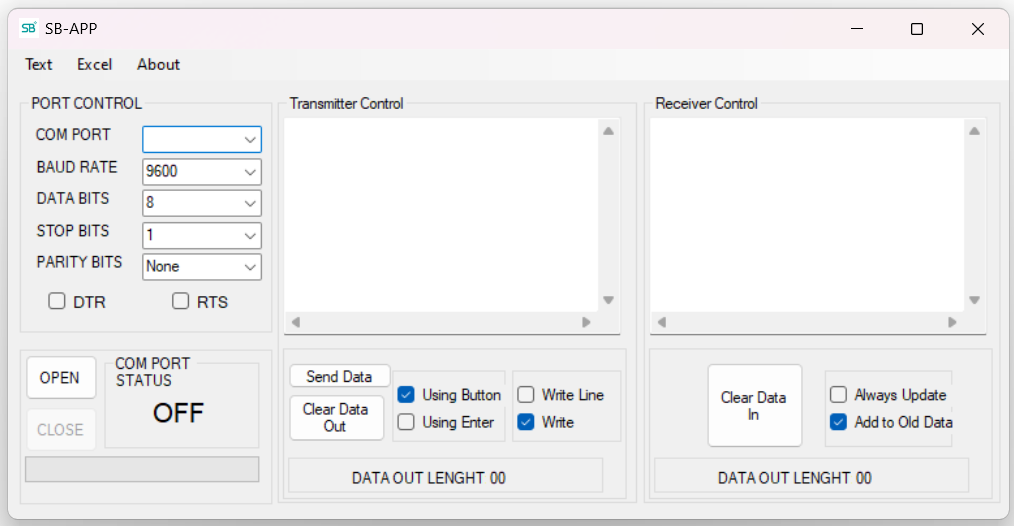 SB SB-APP
Text Excel About
PORT CONTROL
COM PORT
BAUD RATE 9600
DATA BITS 8
STOP BITS 1
PARITY BITS None
DTR RTS
OPEN
CLOSE
COM PORT
STATUS
OFF
Transmitter Control
Send Data
Clear Data
Out
Using Button
Using Enter
Write Line
Write
DATA OUT LENGHT 00
Receiver Control
Clear Data
In
Always Update
Add to Old Data
DATA OUT LENGHT 00